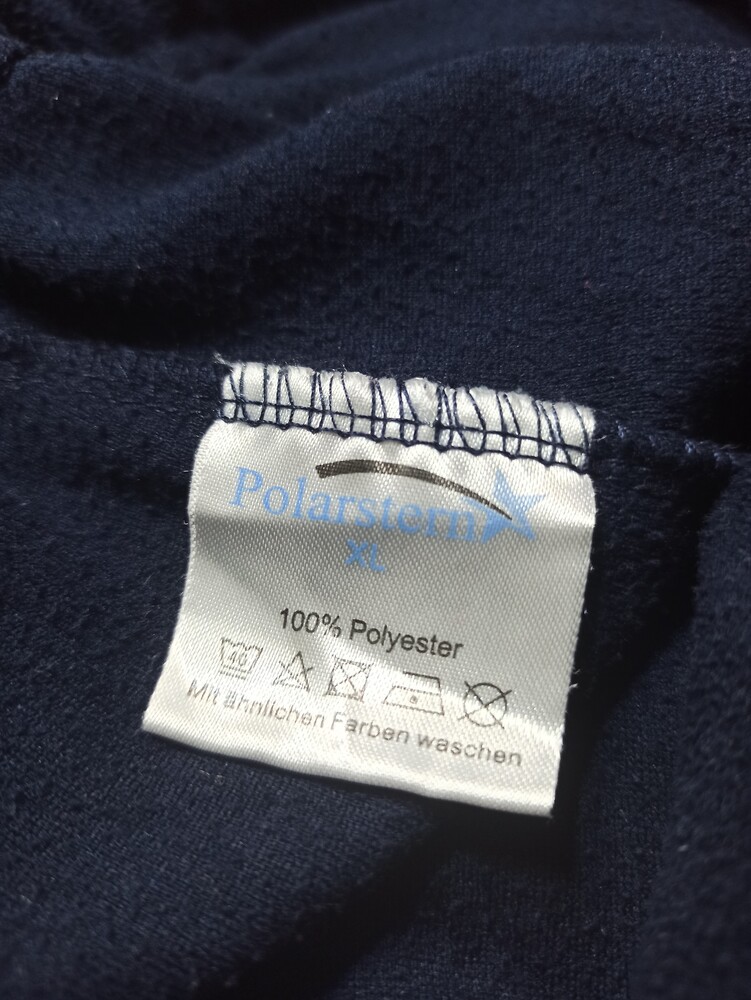 Polarstern
XL
100% Polyester
40
Mit ähnlichen Farben waschen